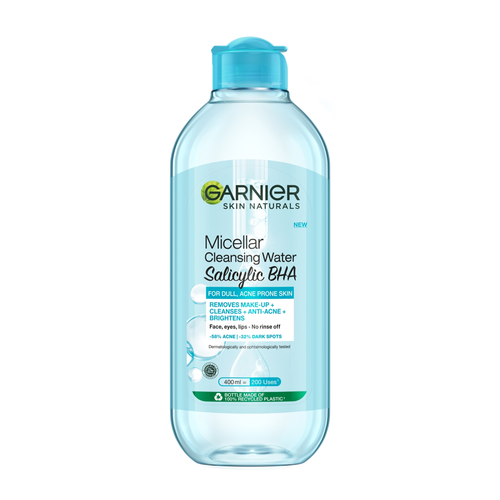 GARNIER
SKIN NATURALS
NEW
Micellar
Cleansing Water
Salicylic BHA
FOR DULL, ACNE PRONE SKIN
REMOVES MAKE-UP +
CLEANSES + ANTI-ACNE +
BRIGHTENS
Face, eyes, lips - No rinse off
-56% ACNE | -32% DARK SPOTS
Dermatologically and ophtalmologically tested
400 ml = 200 Uses*
BOTTLE MADE OF
100% RECYCLED PLASTIC^